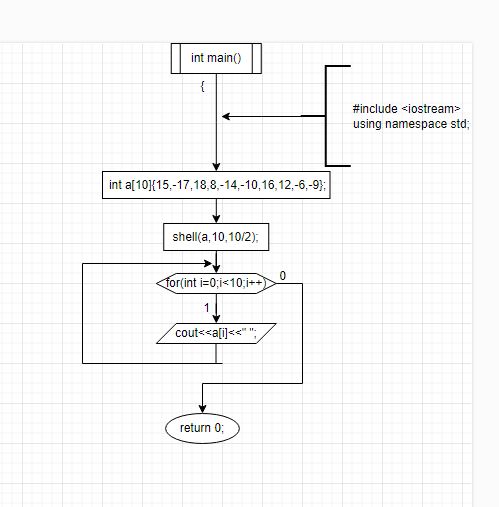 int main()
{
#include <iostream>
using namespace std;
int a[10]{15,-17,18,8,-14,-10,16,12,-6,-9};
shell(a,10,10/2);
for(int i=0;i<10;i++)
0
1
cout<<a[i]<<" ";
return 0;